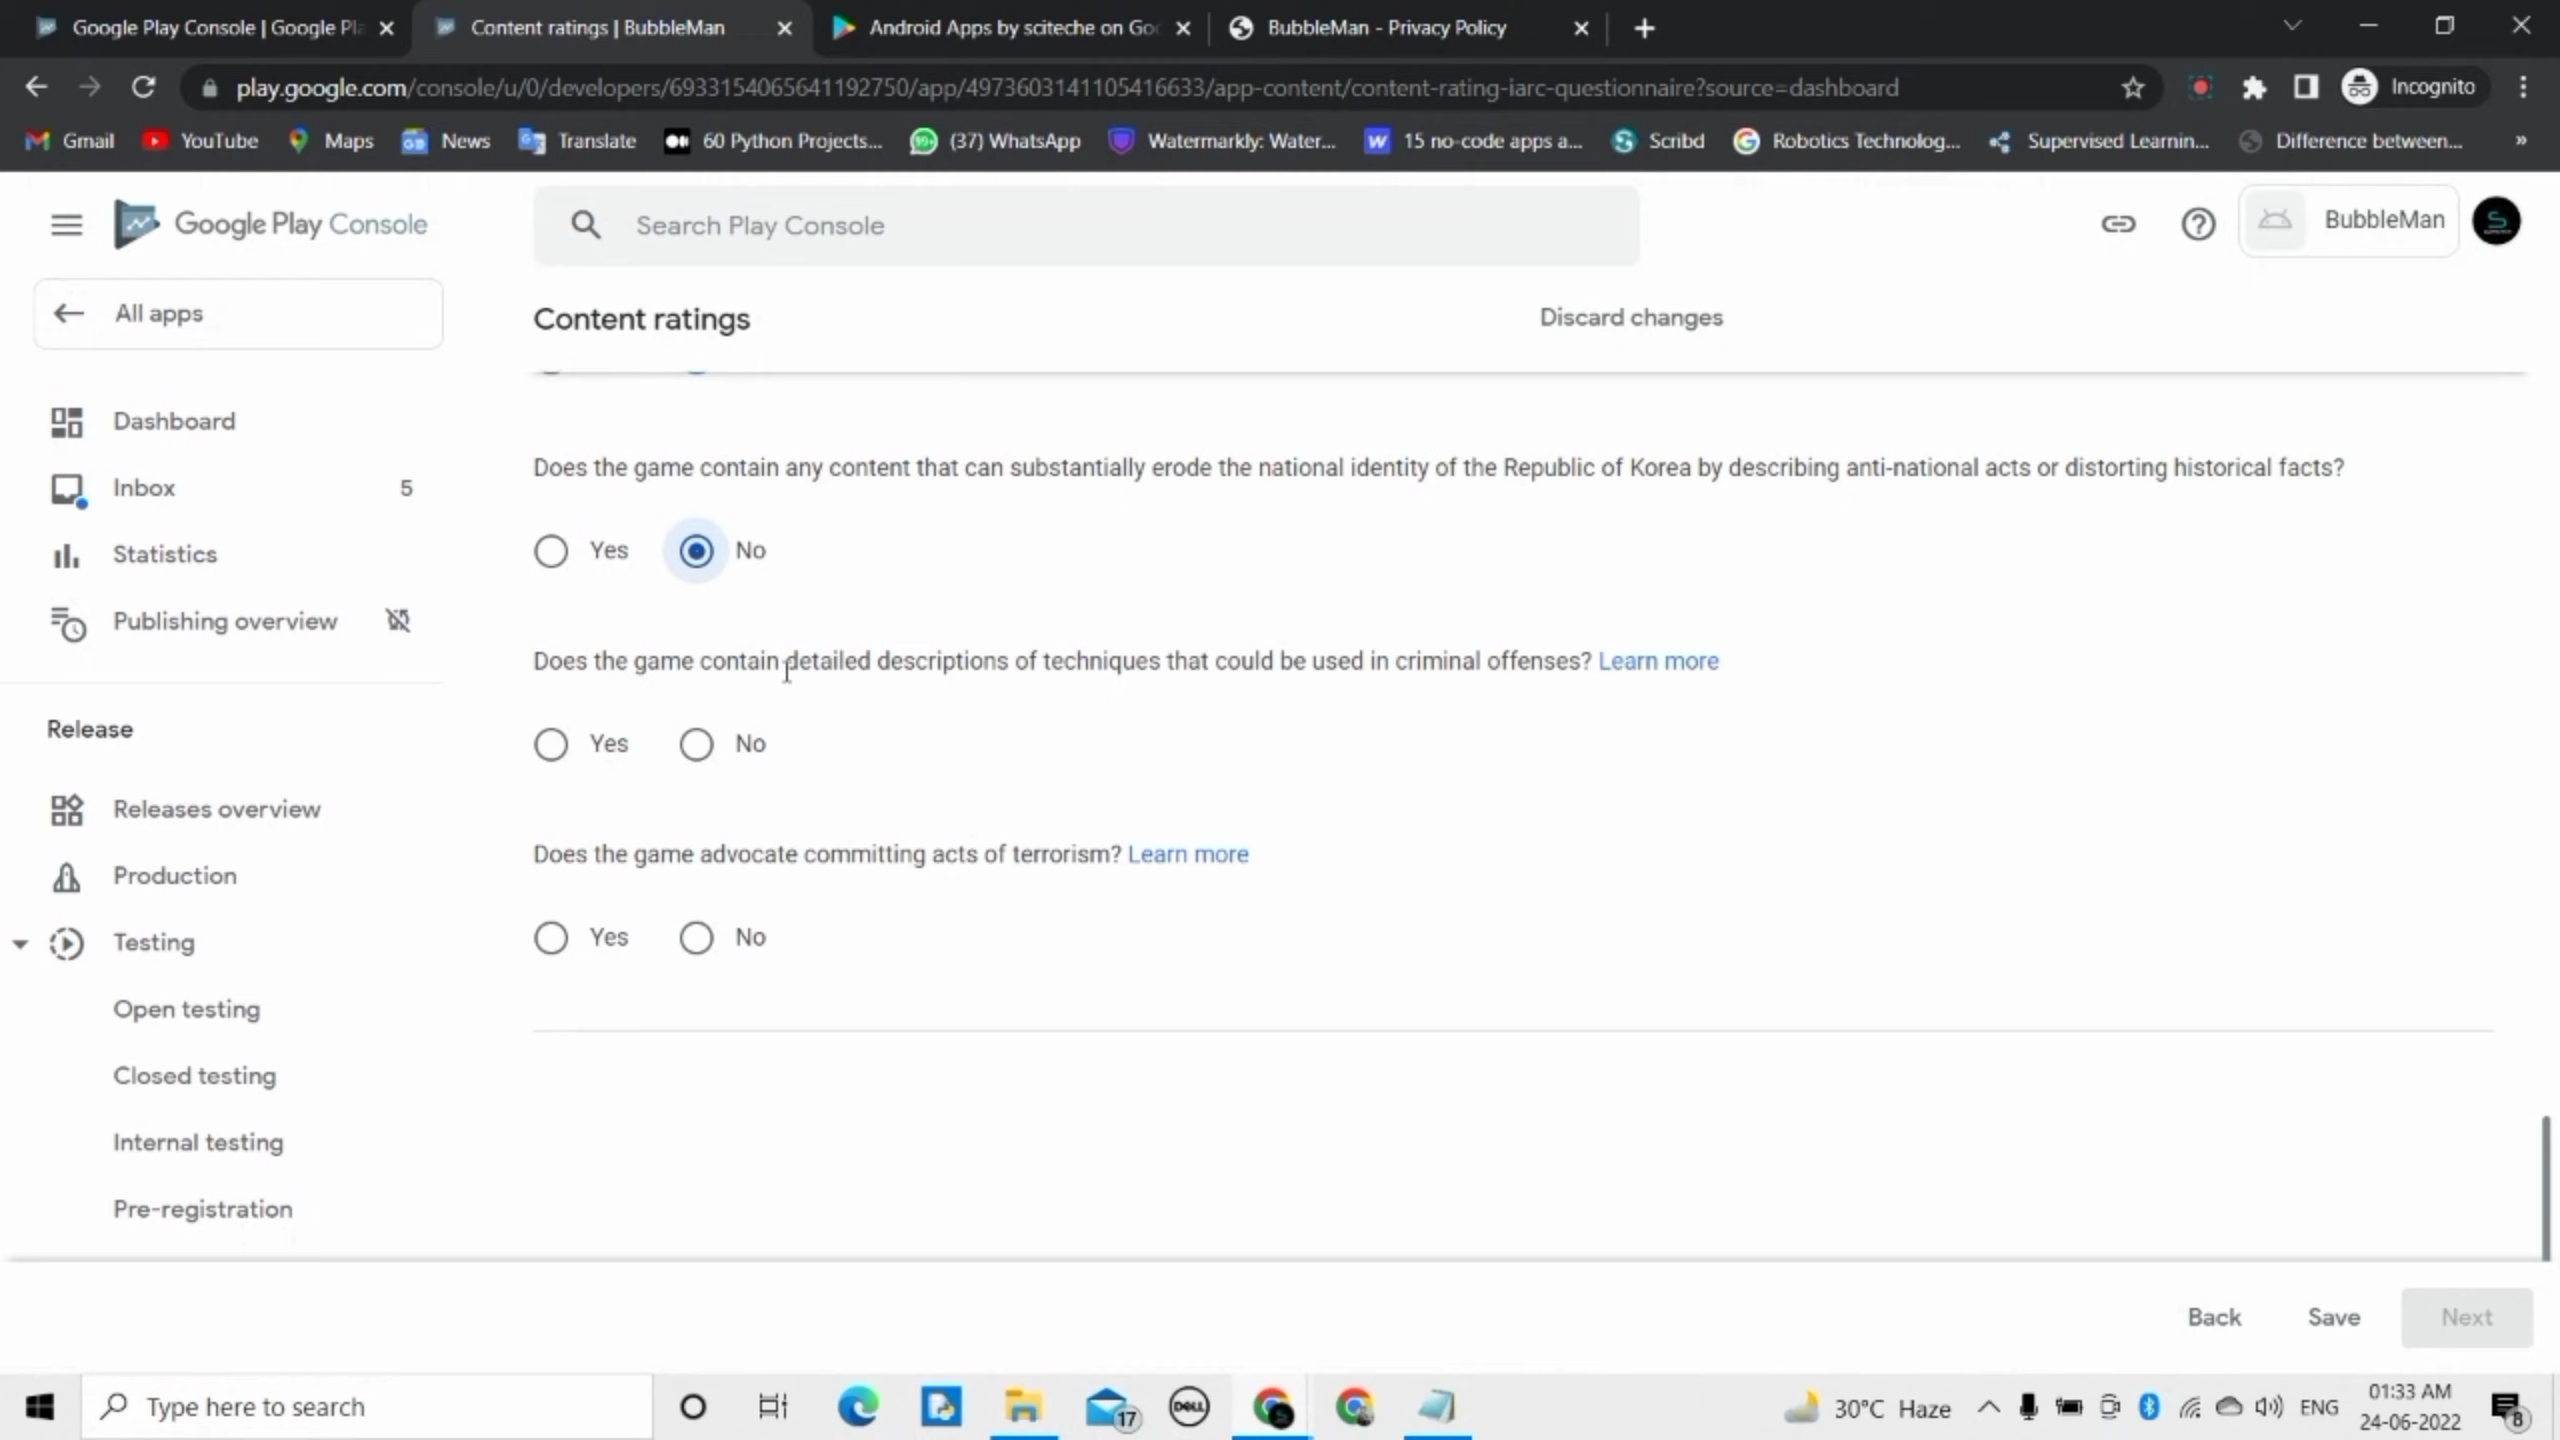 Google Play Console | Google Pla
Content ratings | BubbleMan
Android Apps by sciteche on Goo
BubbleMan - Privacy Policy
play.google.com/console/u/0/developers/6933154065641192750/app/4973603141105416633/app-content/content-rating-iarc-questionnaire?source=dashboard
Incognito
Gmail
YouTube
Maps
News
Translate
60 Python Projects...
(37) WhatsApp
Watermarkly: Water...
15 no-code apps a...
Scribd
Robotics Technolog...
Supervised Learnin...
Difference between...
Google Play Console
Search Play Console
BubbleMan
All apps
Content ratings
Discard changes
Dashboard
Inbox 5
Statistics
Publishing overview
Release
Releases overview
Production
Testing
Open testing
Closed testing
Internal testing
Pre-registration
Does the game contain any content that can substantially erode the national identity of the Republic of Korea by describing anti-national acts or distorting historical facts?
Yes No
Does the game contain detailed descriptions of techniques that could be used in criminal offenses? Learn more
Yes No
Does the game advocate committing acts of terrorism? Learn more
Yes No
Back Save Next
Type here to search
17
DELL
30°C Haze
ENG
01:33 AM
24-06-2022
8